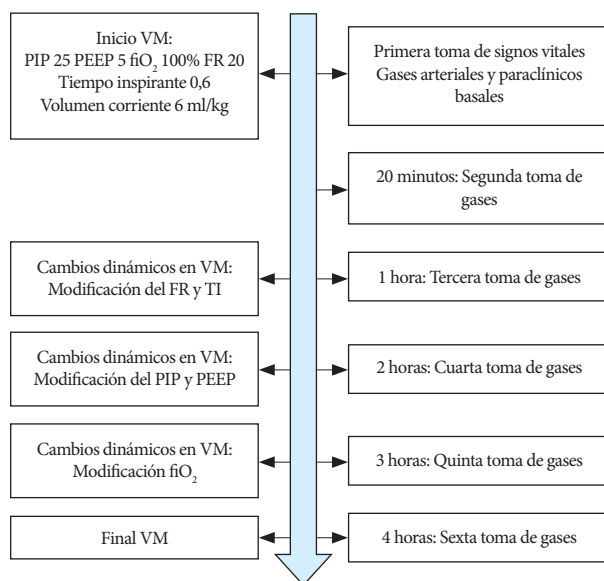 Inicio VM:
PIP 25 PEEP 5 fiO₂ 100% FR 20
Tiempo inspirante 0,6
Volumen corriente 6 ml/kg
Primera toma de signos vitales
Gases arteriales y paraclínicos
basales
20 minutos: Segunda toma de
gases
Cambios dinámicos en VM:
Modificación del FR y TI
1 hora: Tercera toma de gases
Cambios dinámicos en VM:
Modificación del PIP y PEEP
2 horas: Cuarta toma de gases
Cambios dinámicos en VM:
Modificación fiO₂
3 horas: Quinta toma de gases
Final VM
4 horas: Sexta toma de gases